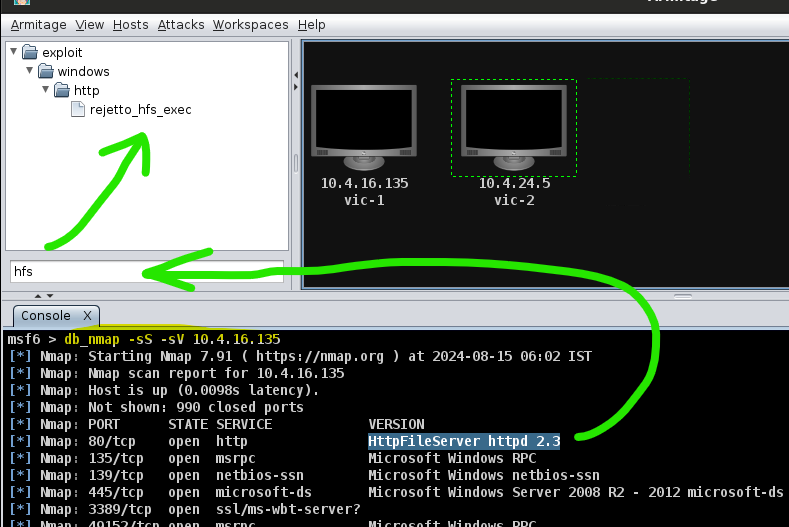 Armitage
Armitage View Hosts Attacks Workspaces Help
exploit
windows
http
rejetto_hfs_exec
10.4.16.135
vic-1
10.4.24.5
vic-2
hfs
Console X
msf6 > db_nmap -sS -sV 10.4.16.135
[*] Nmap: Starting Nmap 7.91 ( https://nmap.org ) at 2024-08-15 06:02 IST
[*] Nmap: Nmap scan report for 10.4.16.135
[*] Nmap: Host is up (0.0098s latency).
[*] Nmap: Not shown: 990 closed ports
[*] Nmap: PORT STATE SERVICE VERSION
[*] Nmap: 80/tcp open http HttpFileServer httpd 2.3
[*] Nmap: 135/tcp open msrpc Microsoft Windows RPC
[*] Nmap: 139/tcp open netbios-ssn Microsoft Windows netbios-ssn
[*] Nmap: 445/tcp open microsoft-ds Microsoft Windows Server 2008 R2 - 2012 microsoft-ds
[*] Nmap: 3389/tcp open ssl/ms-wbt-server?
[*] Nmap: 49152/tcp open msrpc Microsoft Windows RPC